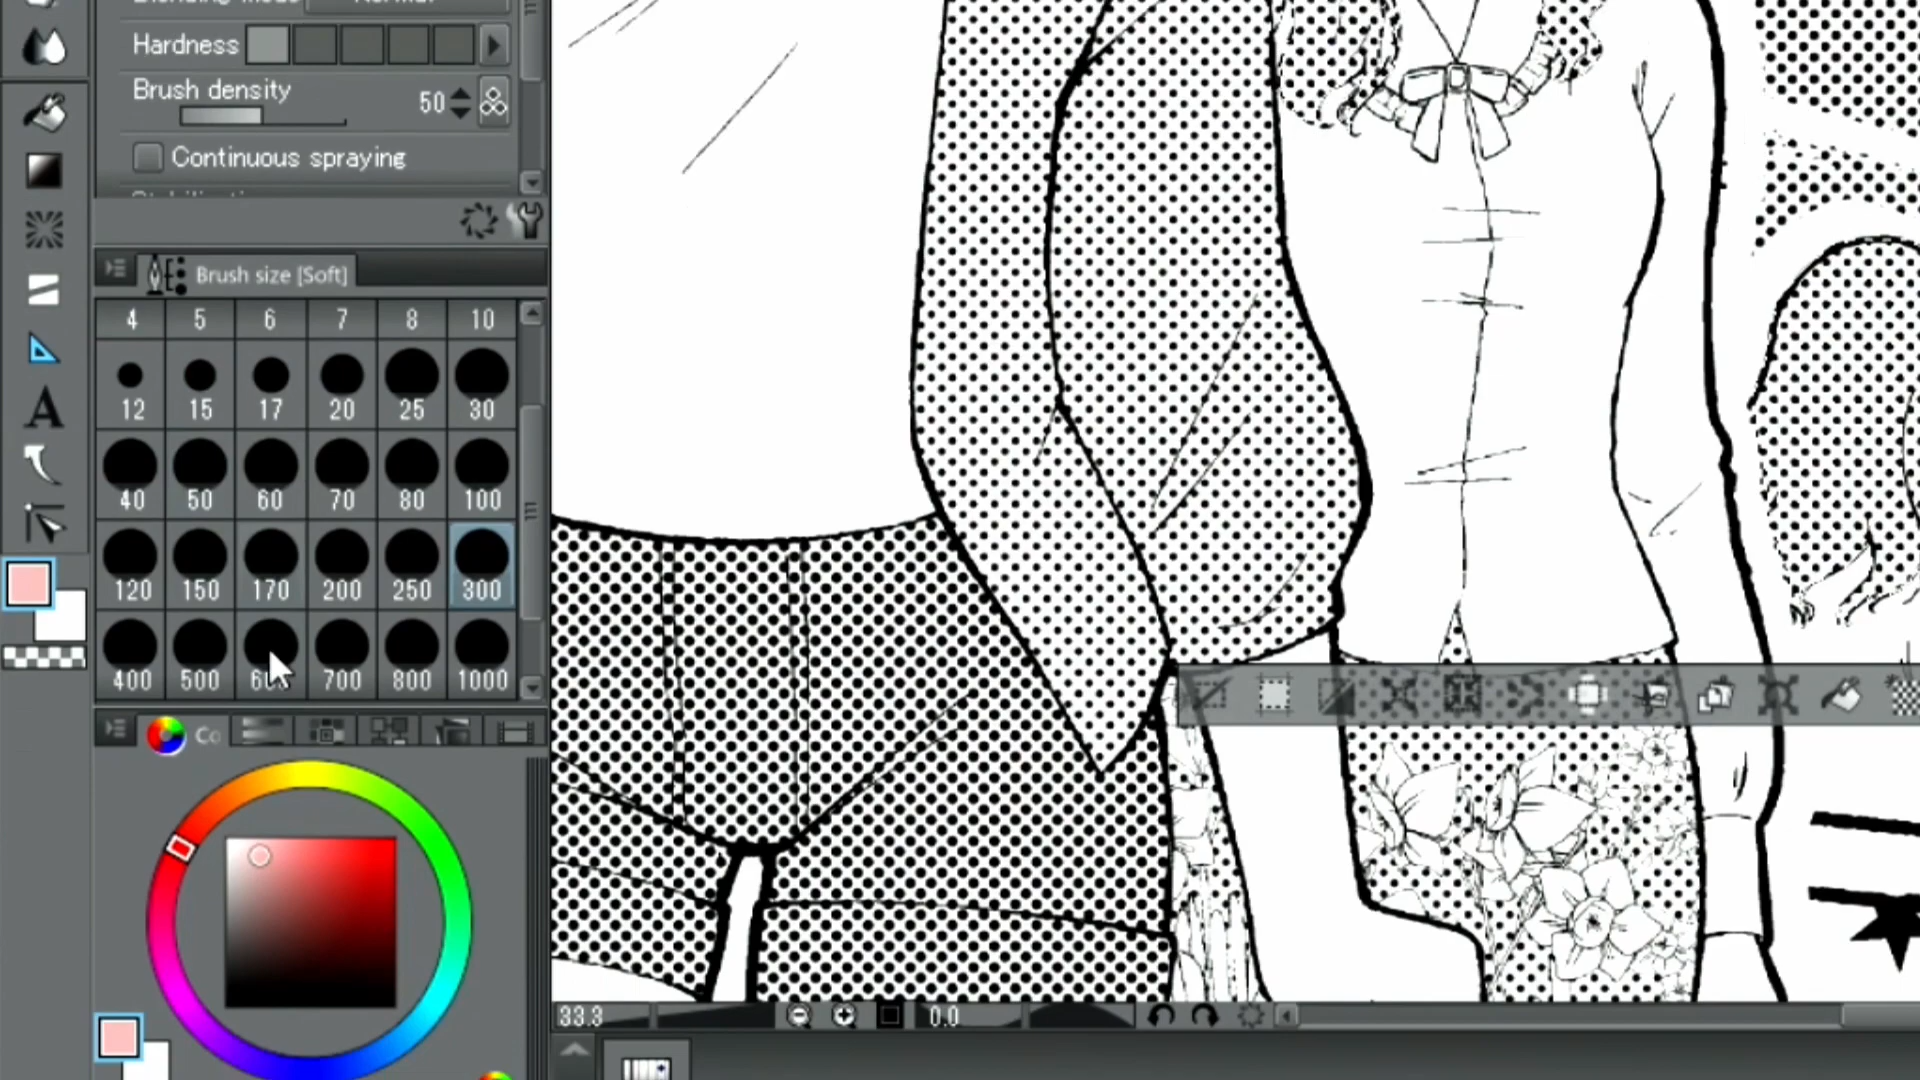 Hardness
Brush density 50
Continuous spraying
Brush size [Soft]
4 5 6 7 8 10
12 15 17 20 25 30
40 50 60 70 80 100
120 150 170 200 250 300
400 500 600 700 800 1000
Co
33.3 0.0